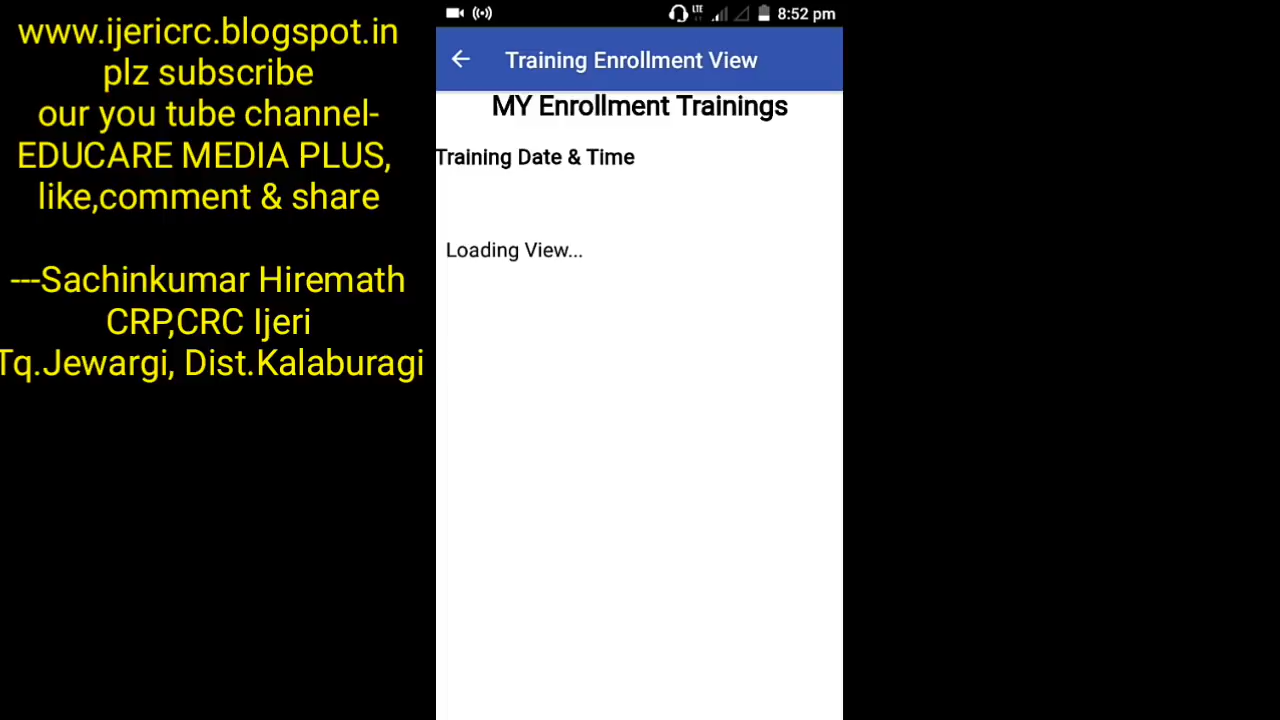 www.ijericrc.blogspot.in
plz subscribe
our you tube channel-
EDUCARE MEDIA PLUS,
like,comment & share
---Sachinkumar Hiremath
CRP,CRC Ijeri
Tq.Jewargi, Dist.Kalaburagi
LTE 8:52 pm
Training Enrollment View
MY Enrollment Trainings
Training Date & Time
Loading View...